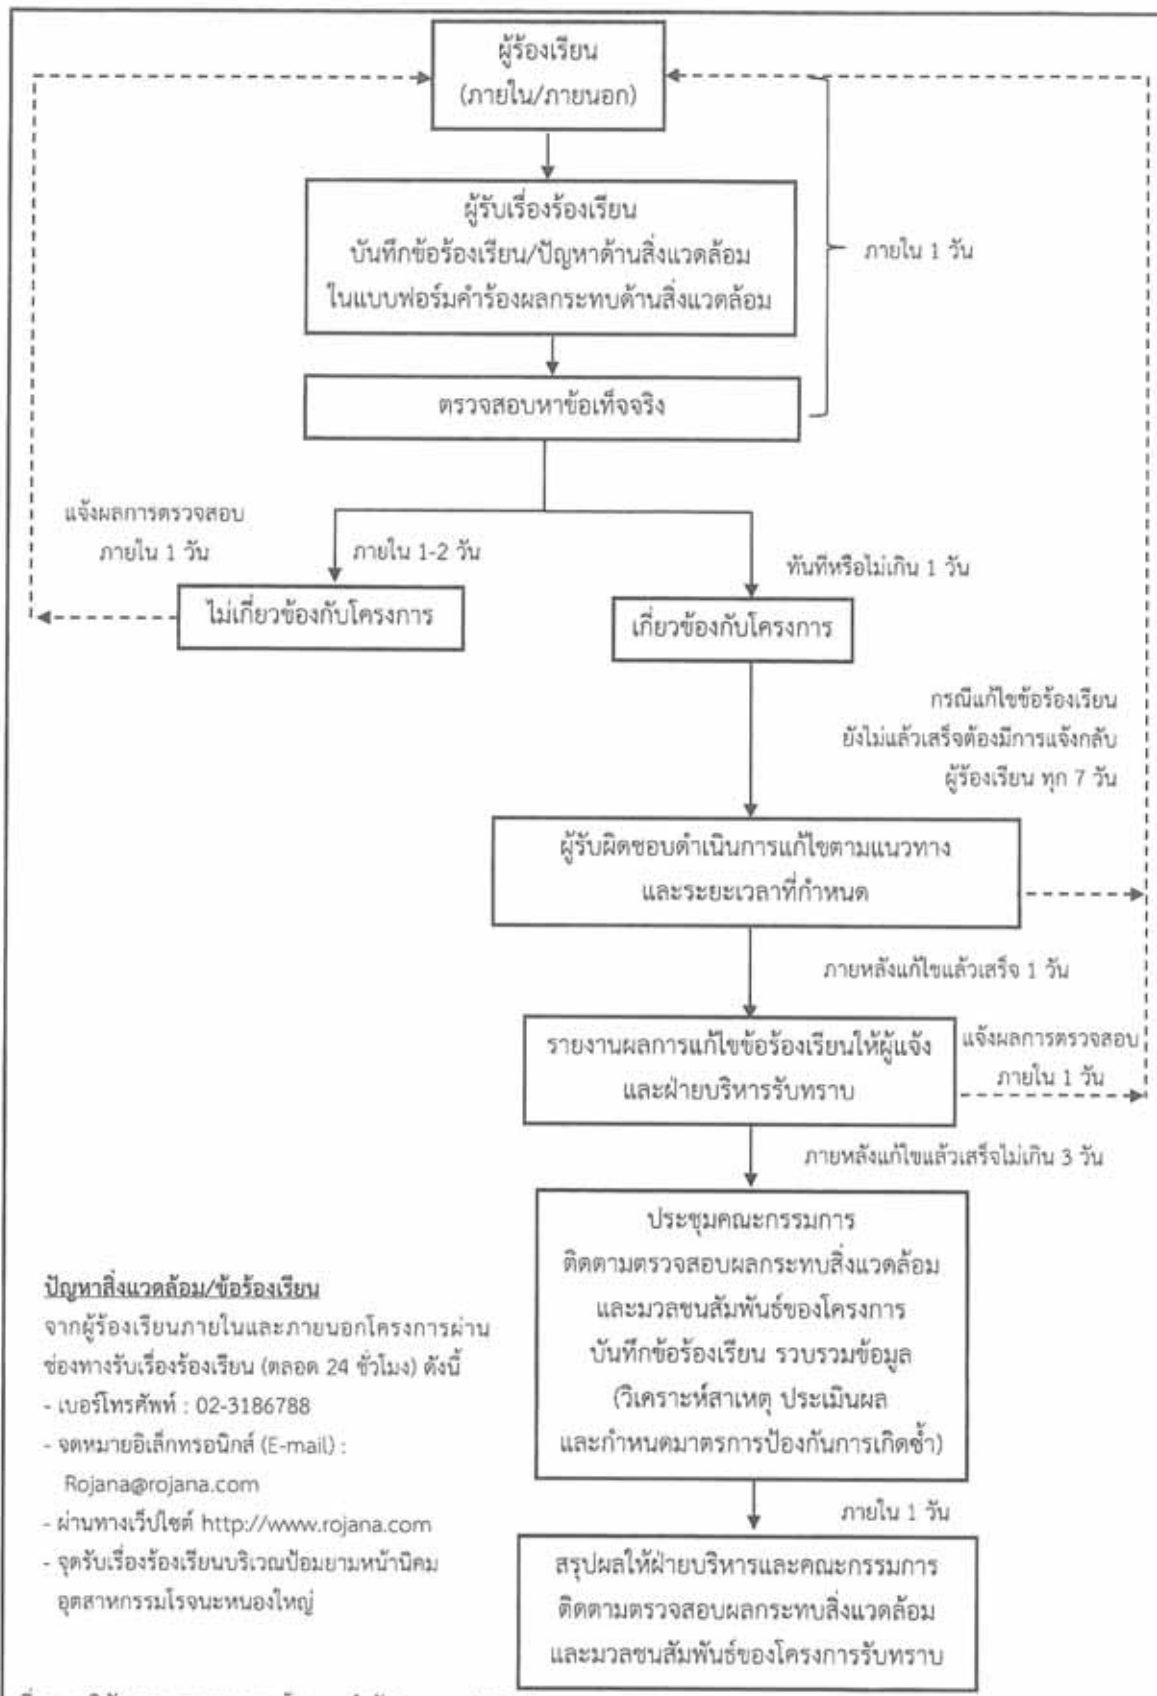 ผู้ร้องเรียน
(ภายใน/ภายนอก)
ผู้รับเรื่องร้องเรียน
บันทึกข้อร้องเรียน/ปัญหาด้านสิ่งแวดล้อม
ในแบบฟอร์มคำร้องผลกระทบด้านสิ่งแวดล้อม
ภายใน 1 วัน
ตรวจสอบหาข้อเท็จจริง
แจ้งผลการตรวจสอบ
ภายใน 1 วัน
ภายใน 1-2 วัน
ทันทีหรือไม่เกิน 1 วัน
ไม่เกี่ยวข้องกับโครงการ
เกี่ยวข้องกับโครงการ
กรณีแก้ไขข้อร้องเรียน
ยังไม่แล้วเสร็จต้องมีการแจ้งกลับ
ผู้ร้องเรียน ทุก 7 วัน
ผู้รับผิดชอบดำเนินการแก้ไขตามแนวทาง
และระยะเวลาที่กำหนด
ภายหลังแก้ไขแล้วเสร็จ 1 วัน
รายงานผลการแก้ไขข้อร้องเรียนให้ผู้แจ้ง
และฝ่ายบริหารรับทราบ
แจ้งผลการตรวจสอบ
ภายใน 1 วัน
ภายหลังแก้ไขแล้วเสร็จไม่เกิน 3 วัน
ประชุมคณะกรรมการ
ติดตามตรวจสอบผลกระทบสิ่งแวดล้อม
และมวลชนสัมพันธ์ของโครงการ
บันทึกข้อร้องเรียน รวบรวมข้อมูล
(วิเคราะห์สาเหตุ ประเมินผล
และกำหนดมาตรการป้องกันการเกิดซ้ำ)
ภายใน 1 วัน
สรุปผลให้ฝ่ายบริหารและคณะกรรมการ
ติดตามตรวจสอบผลกระทบสิ่งแวดล้อม
และมวลชนสัมพันธ์ของโครงการรับทราบ
ปัญหาสิ่งแวดล้อม/ข้อร้องเรียน
จากผู้ร้องเรียนภายในและภายนอกโครงการผ่าน
ช่องทางรับเรื่องร้องเรียน (ตลอด 24 ชั่วโมง) ดังนี้
- เบอร์โทรศัพท์ : 02-3186788
- จดหมายอิเล็กทรอนิกส์ (E-mail) :
Rojana@rojana.com
- ผ่านทางเว็ปไซต์ http://www.rojana.com
- จุดรับเรื่องร้องเรียนบริเวณป้อมยามหน้านิคม
อุตสาหกรรมโรจนะหนองใหญ่